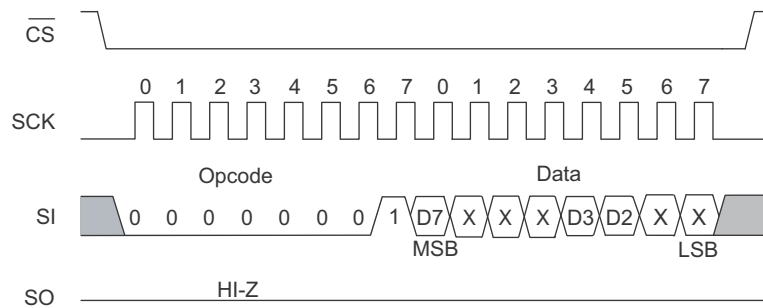 CS
0 1 2 3 4 5 6 7 0 1 2 3 4 5 6 7
SCK
Opcode Data
SI 0 0 0 0 0 0 0 1 D7 X X X D3 D2 X X
MSB LSB
HI-Z
SO